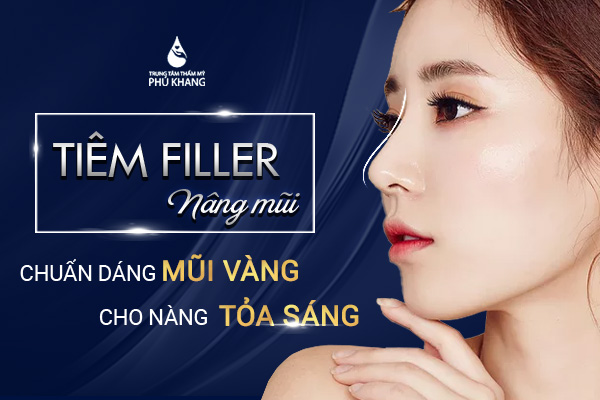 TRUNG TÂM THẨM MỸ
PHÚ KHANG
TIÊM FILLER
Nâng mũi
CHUẨN DÁNG MŨI VÀNG
CHO NÀNG TỎA SÁNG